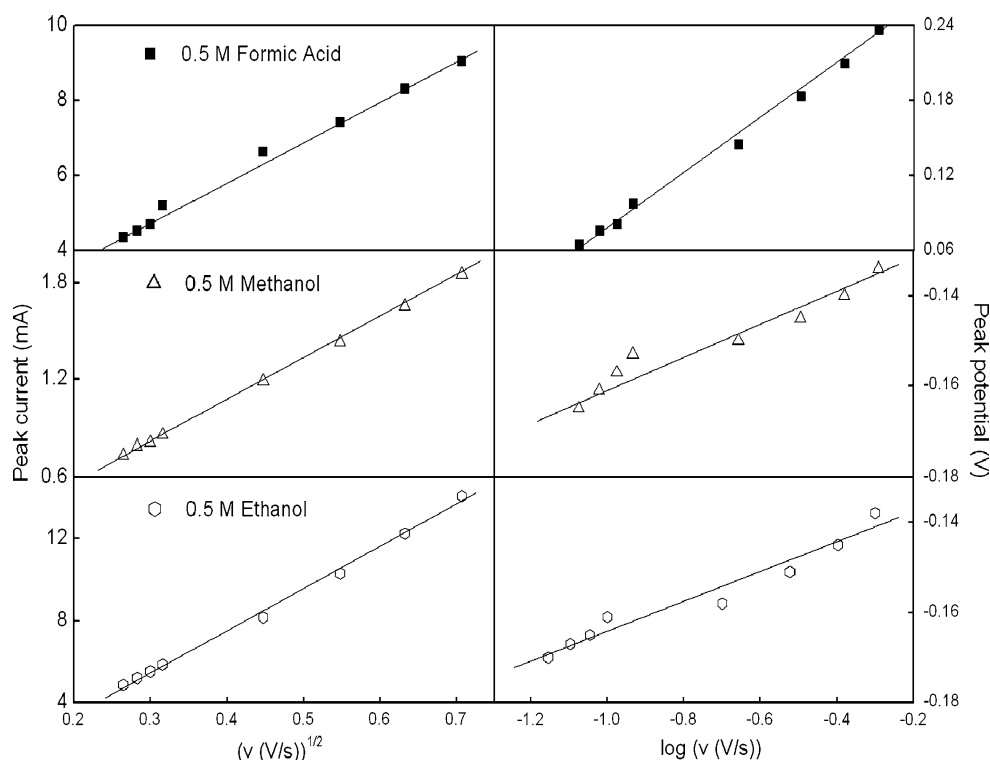 10
0.5 M Formic Acid
8
6
4
0.24
0.18
0.12
0.06
0.5 M Methanol
1.8
1.2
0.6
-0.14
-0.16
-0.18
Peak current (mA)
Peak potential (V)
0.5 M Ethanol
12
8
4
-0.14
-0.16
-0.18
0.2 0.3 0.4 0.5 0.6 0.7
-1.2 -1.0 -0.8 -0.6 -0.4 -0.2
(v (V/s))1/2
log (v (V/s))